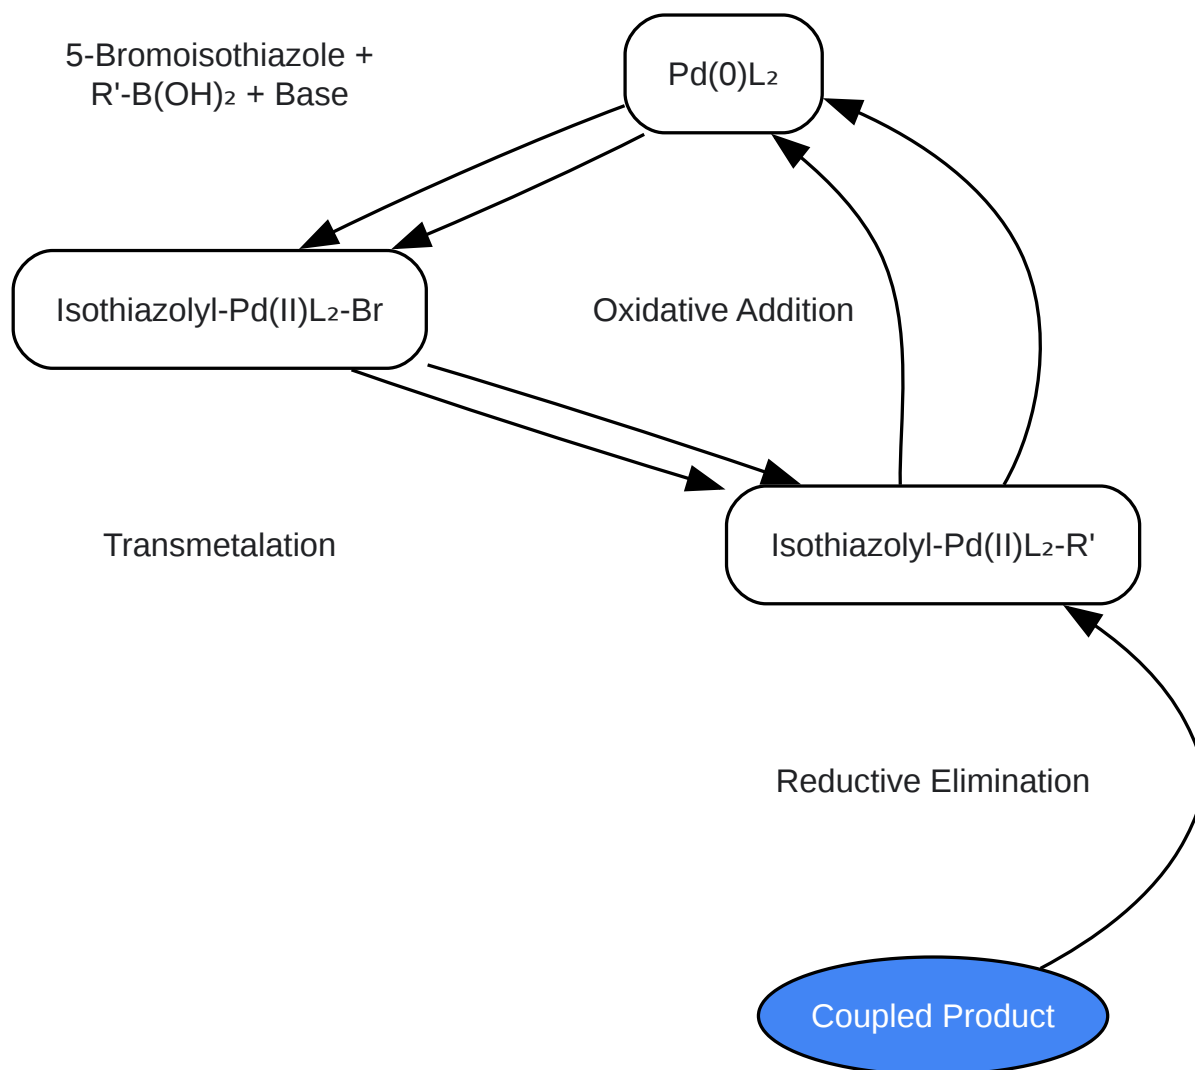 5-Bromoisothiazole +
R'-B(OH)₂ + Base
Pd(0)L₂
Isothiazolyl-Pd(II)L₂-Br
Oxidative Addition
Transmetalation
Isothiazolyl-Pd(II)L₂-R'
Reductive Elimination
Coupled Product